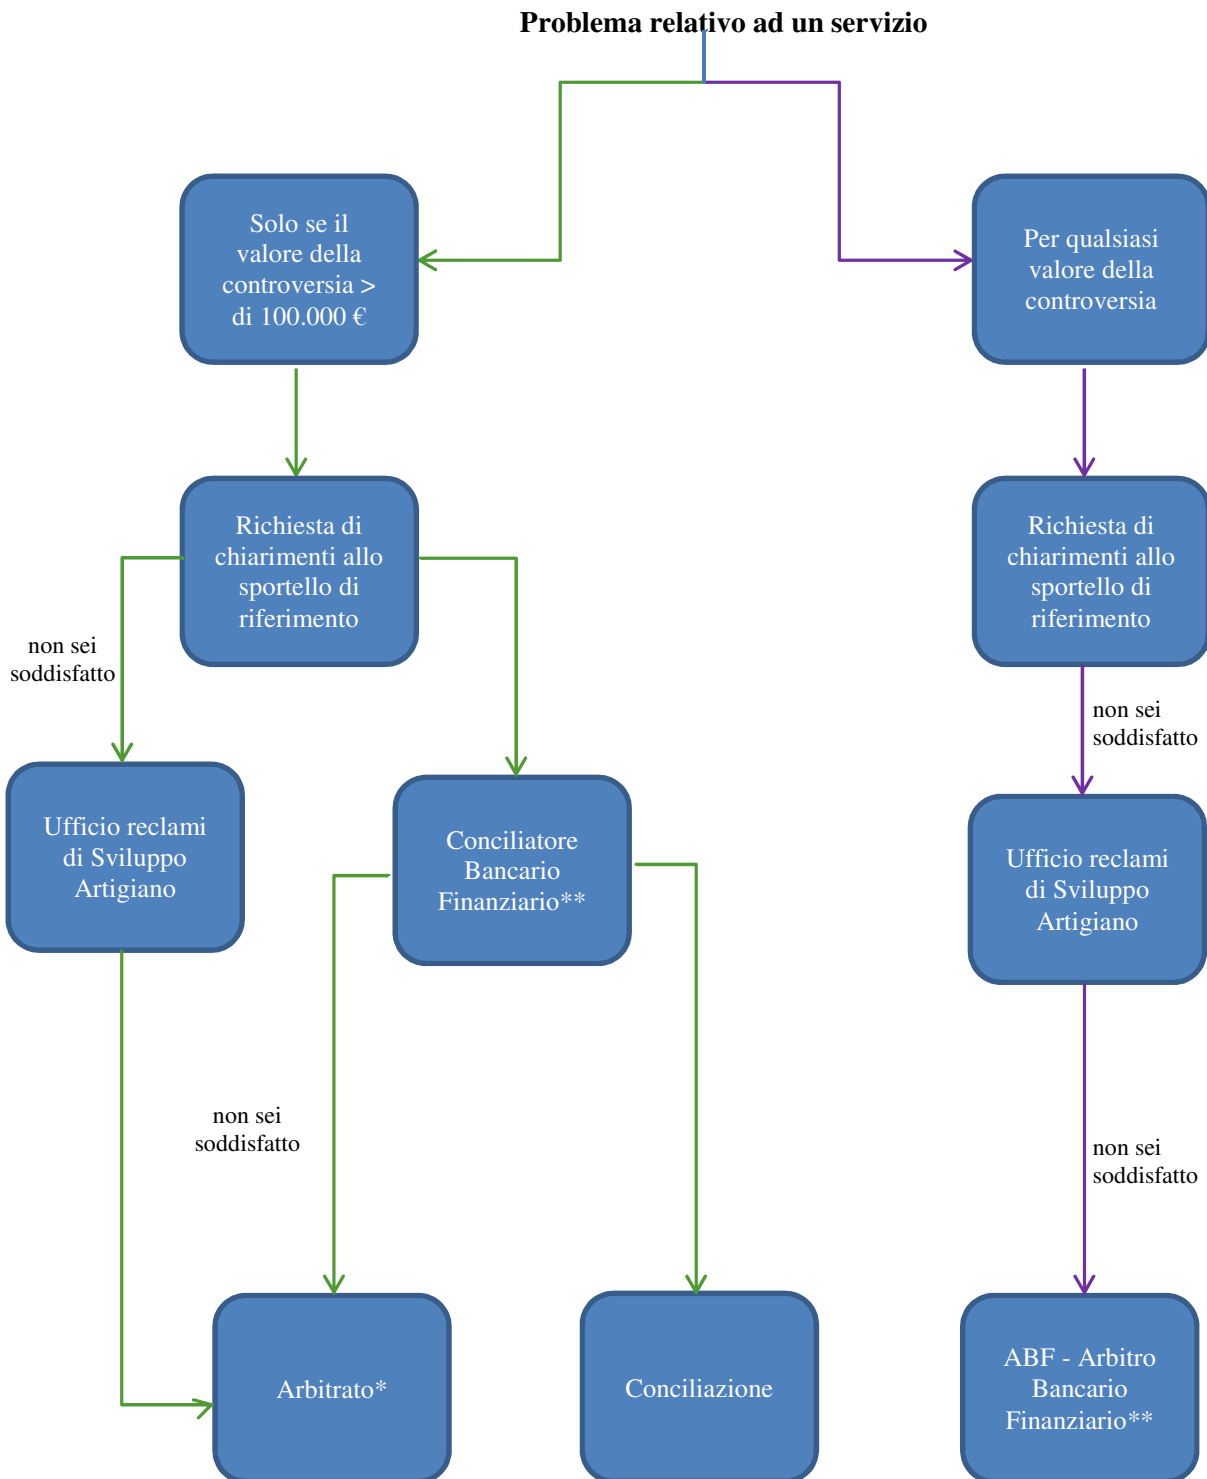 Problema relativo ad un servizio
Solo se il
valore della
controversia >
di 100.000 €
Per qualsiasi
valore della
controversia
Richiesta di
chiarimenti allo
sportello di
riferimento
Richiesta di
chiarimenti allo
sportello di
riferimento
non sei
soddisfatto
non sei
soddisfatto
Ufficio reclami
di Sviluppo
Artigiano
Conciliatore
Bancario
Finanziario**
Ufficio reclami
di Sviluppo
Artigiano
non sei
soddisfatto
non sei
soddisfatto
Arbitrato*
Conciliazione
ABF - Arbitro
Bancario
Finanziario**